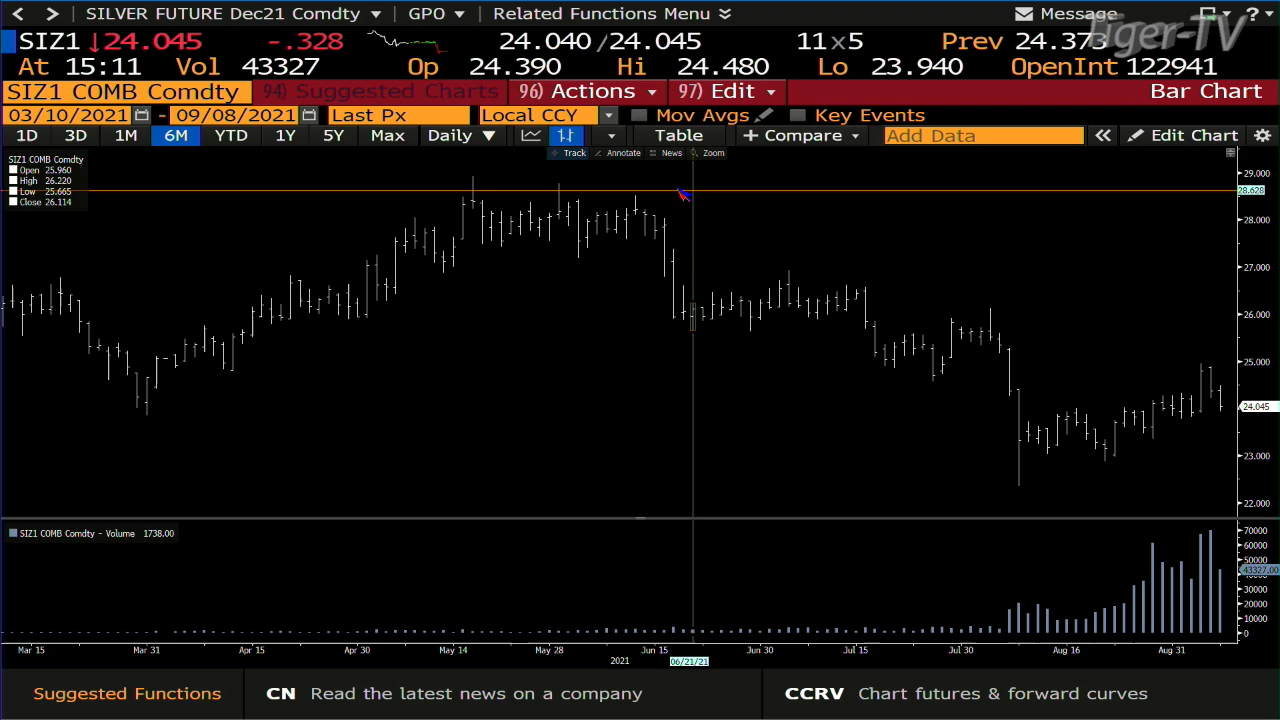 SILVER FUTURE Dec21 Comdty GPO Related Functions Menu Message ?
Tiger-TV
SIZ1 ↓24.045 -.328 24.040/24.045 11x5 Prev 24.373
At 15:11 Vol 43327 Op 24.390 Hi 24.480 Lo 23.940 OpenInt 122941
SIZ1 COMB Comdty 94) Suggested Charts 96) Actions 97) Edit Bar Chart
03/10/2021 - 09/08/2021 Last Px Local CCY Mov Avgs Key Events
1D 3D 1M 6M YTD 1Y 5Y Max Daily ▼ Table + Compare Add Data « Edit Chart
Track Annotate News Zoom
SIZ1 COMB Comdty
Open 25.960
High 26.220
Low 25.665
Close 26.114
29.000
28.628
28.000
27.000
26.000
25.000
24.045
23.000
22.000
SIZ1 COMB Comdty - Volume 1738.00
70000
60000
50000
43327.00
30000
20000
10000
0
Mar 15 Mar 31 Apr 15 Apr 30 May 14 May 28 Jun 15 Jun 30 Jul 15 Jul 30 Aug 16 Aug 31
2021 06/21/21
Suggested Functions CN Read the latest news on a company CCRV Chart futures & forward curves